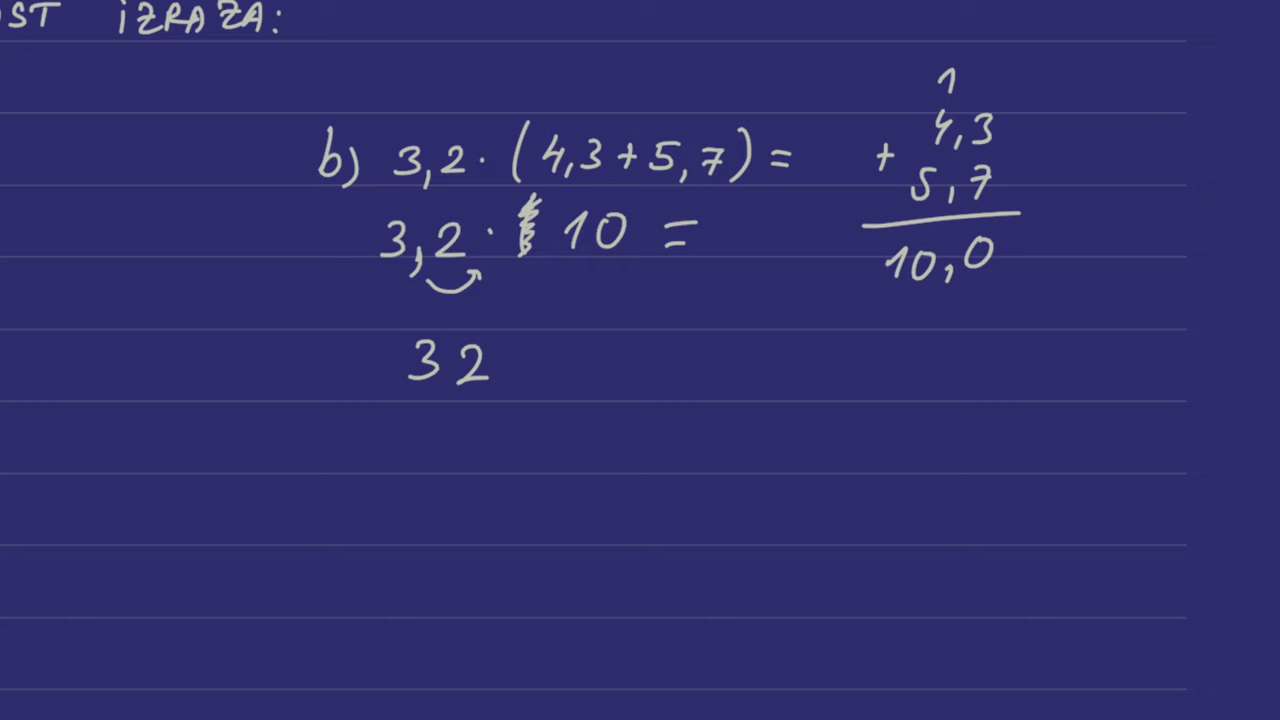 IZRAZA:
b) 3,2 · (4,3 + 5,7) =
3,2 · 10 =
32
1
4,3
+ 5,7
10,0